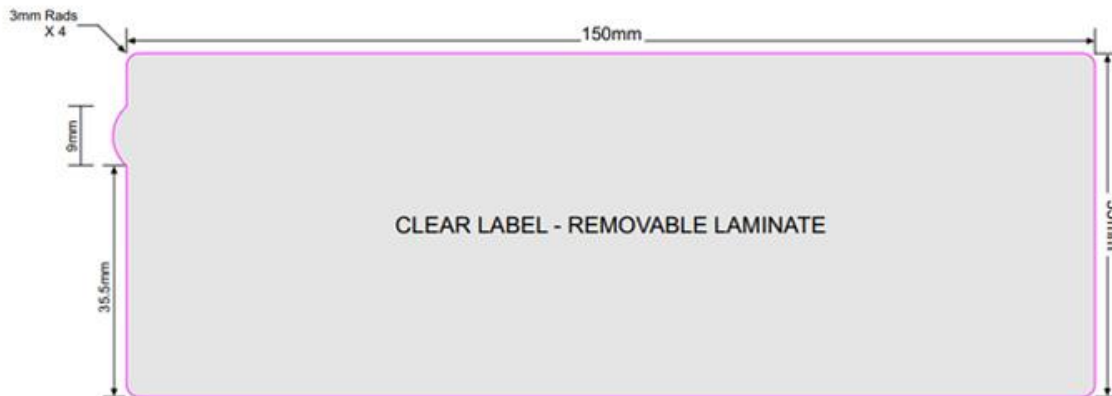 3mm Rads
X 4
150mm
9mm
CLEAR LABEL - REMOVABLE LAMINATE
35.5mm